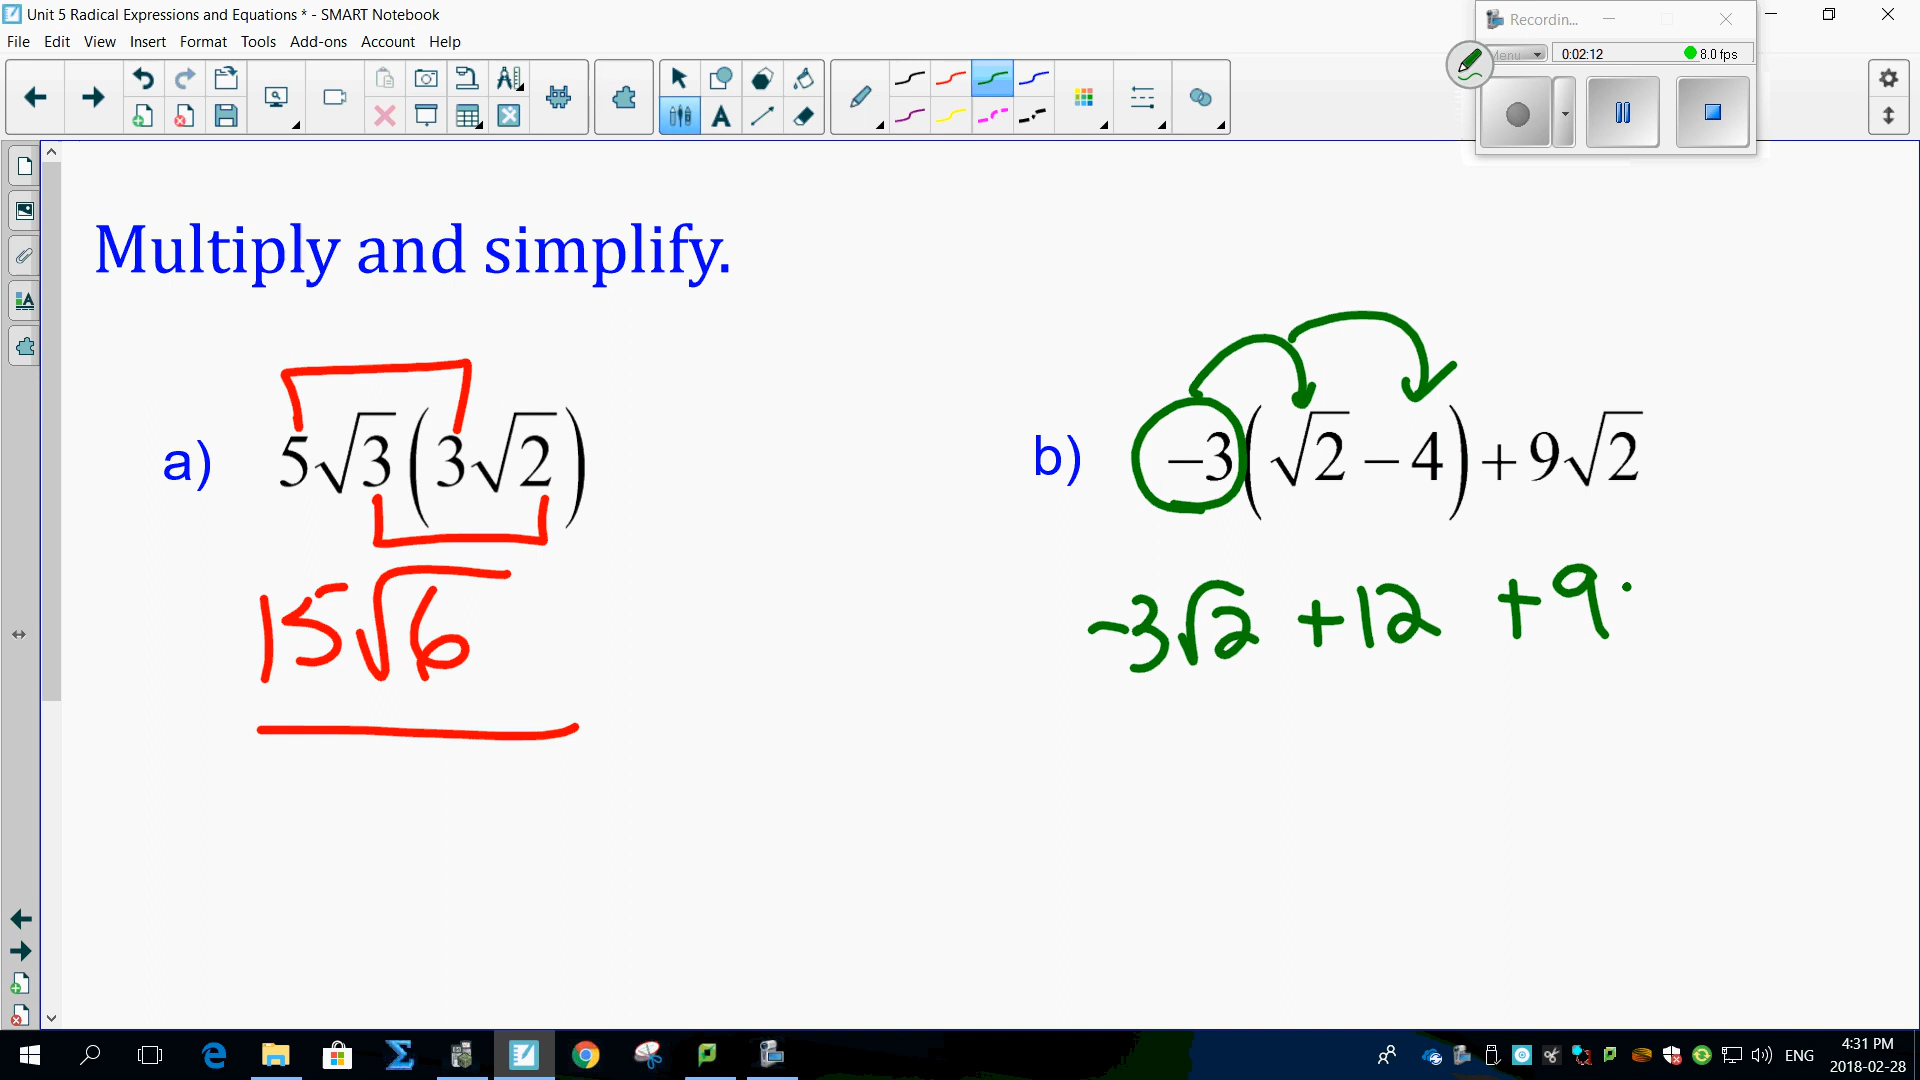 Unit 5 Radical Expressions and Equations * - SMART Notebook
File Edit View Insert Format Tools Add-ons Account Help
Recordin...
Menu 0:02:12 8.0 fps
Multiply and simplify.
a) 5√3(3√2)
b) −3(√2 − 4) + 9√2
15√6
-3√2 +12 +9
ENG
4:31 PM
2018-02-28